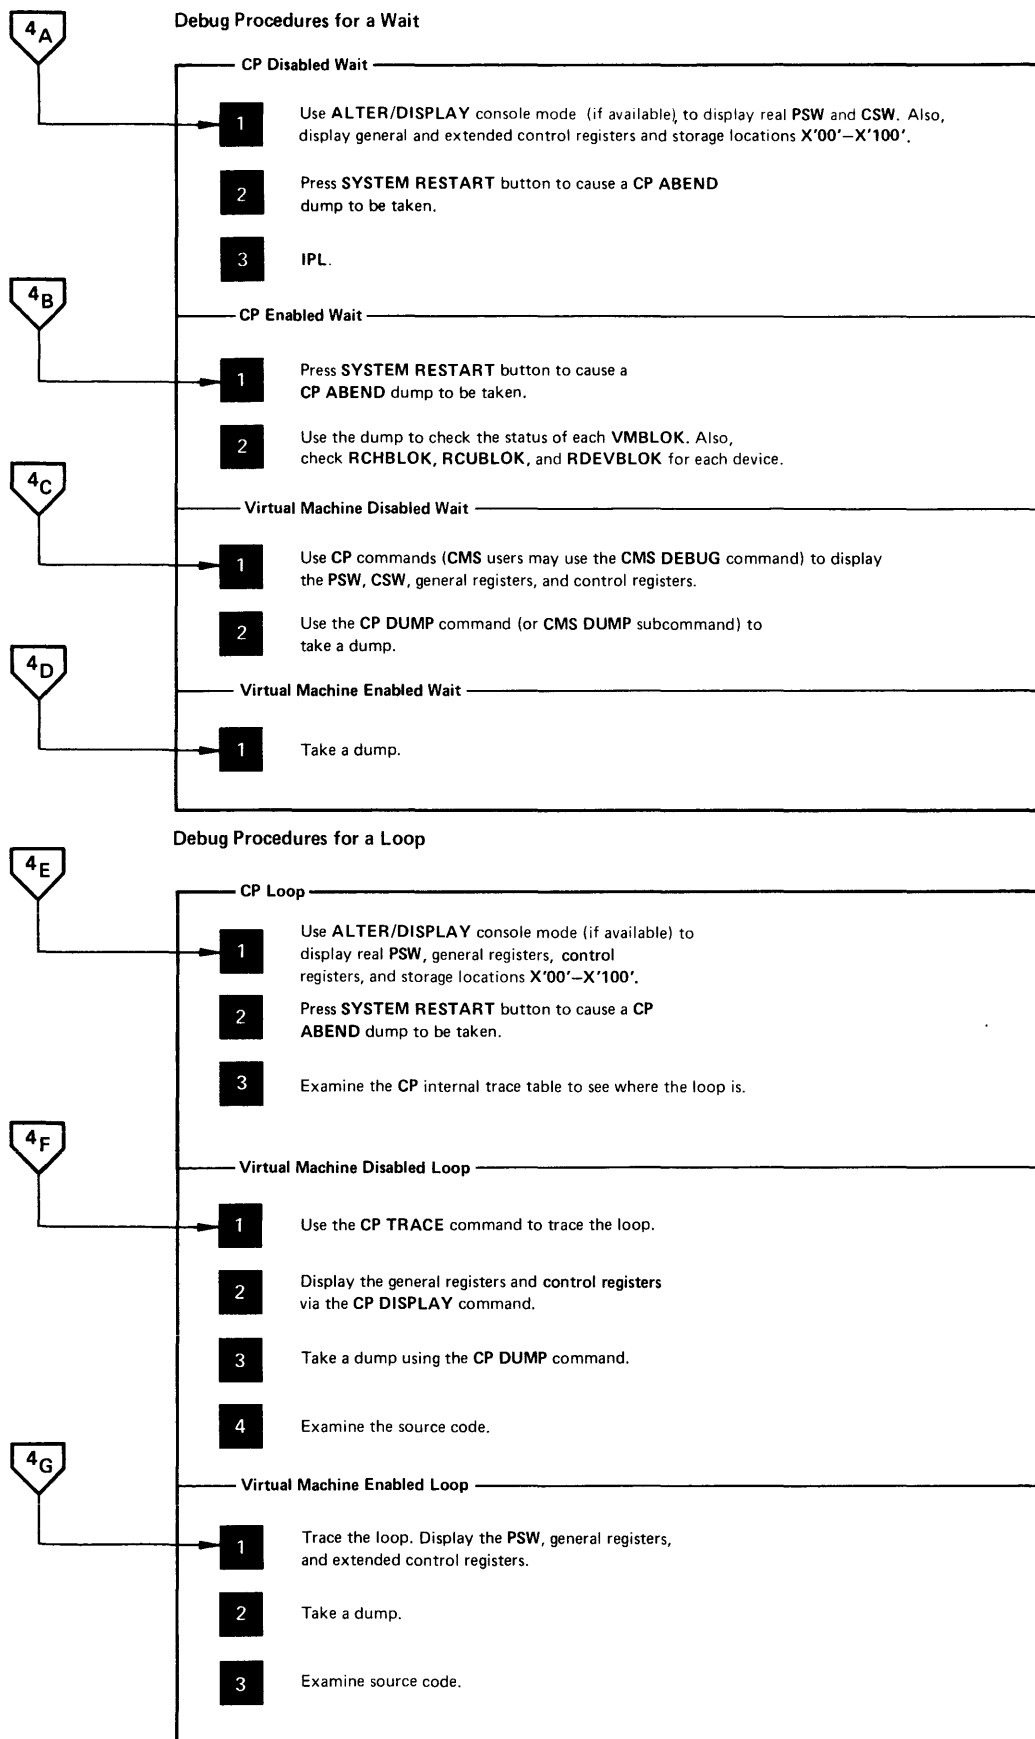 4A
Debug Procedures for a Wait
CP Disabled Wait
1
Use ALTER/DISPLAY console mode (if available), to display real PSW and CSW. Also,
display general and extended control registers and storage locations X'00'—X'100'.
2
Press SYSTEM RESTART button to cause a CP ABEND
dump to be taken.
3
IPL.
4B
CP Enabled Wait
1
Press SYSTEM RESTART button to cause a
CP ABEND dump to be taken.
2
Use the dump to check the status of each VMBLOK. Also,
check RCHBLOK, RCUBLOK, and RDEVBLOK for each device.
4C
Virtual Machine Disabled Wait
1
Use CP commands (CMS users may use the CMS DEBUG command) to display
the PSW, CSW, general registers, and control registers.
2
Use the CP DUMP command (or CMS DUMP subcommand) to
take a dump.
4D
Virtual Machine Enabled Wait
1
Take a dump.
Debug Procedures for a Loop
4E
CP Loop
1
Use ALTER/DISPLAY console mode (if available) to
display real PSW, general registers, control
registers, and storage locations X'00'—X'100'.
2
Press SYSTEM RESTART button to cause a CP
ABEND dump to be taken.
3
Examine the CP internal trace table to see where the loop is.
4F
Virtual Machine Disabled Loop
1
Use the CP TRACE command to trace the loop.
2
Display the general registers and control registers
via the CP DISPLAY command.
3
Take a dump using the CP DUMP command.
4
Examine the source code.
4G
Virtual Machine Enabled Loop
1
Trace the loop. Display the PSW, general registers,
and extended control registers.
2
Take a dump.
3
Examine source code.